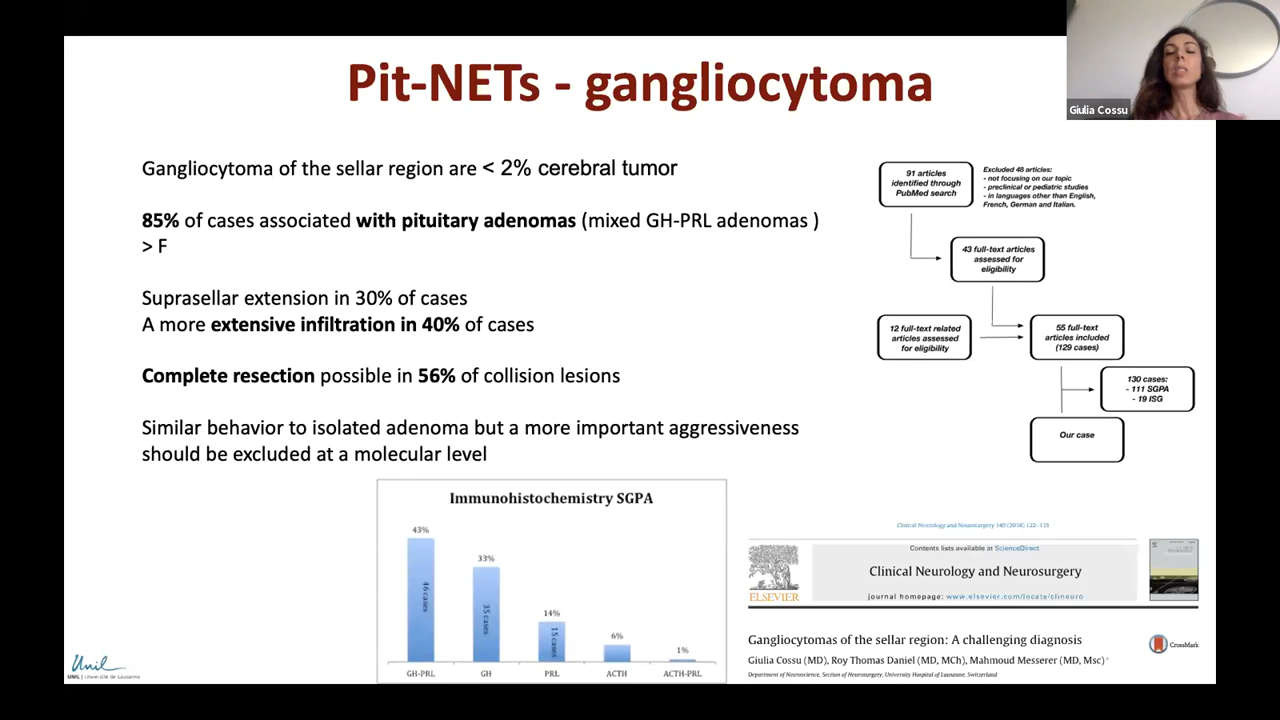 Pit-NETs - gangliocytoma
Giulia Cossu
Gangliocytoma of the sellar region are < 2% cerebral tumor
85% of cases associated with pituitary adenomas (mixed GH-PRL adenomas )
> F
Suprasellar extension in 30% of cases
A more extensive infiltration in 40% of cases
Complete resection possible in 56% of collision lesions
Similar behavior to isolated adenoma but a more important aggressiveness
should be excluded at a molecular level
91 articles
identified through
PubMed search
Excluded 48 articles:
- not focusing on our topic
- preclinical or pediatric studies
- in languages other than English,
French, German and Italian.
43 full-text articles
assessed for
eligibility
12 full-text related
articles assessed
for eligibility
55 full-text
articles included
(129 cases)
130 cases:
- 111 SGPA
- 19 ISG
Our case
Immunohistochemistry SGPA
43%
33%
14%
6%
1%
46 cases
35 cases
15 cases
GH-PRL
GH
PRL
ACTH
ACTH-PRL
Clinical Neurology and Neurosurgery 140 (2016) 122–123
Contents lists available at ScienceDirect
Clinical Neurology and Neurosurgery
journal homepage: www.elsevier.com/locate/clineuro
ELSEVIER
Gangliocytomas of the sellar region: A challenging diagnosis
Giulia Cossu (MD), Roy Thomas Daniel (MD, MCh), Mahmoud Messerer (MD, Msc)*
Department of Neuroscience, Section of Neurosurgery, University Hospital of Lausanne, Switzerland
CrossMark
Unil
UNIL | Université de Lausanne